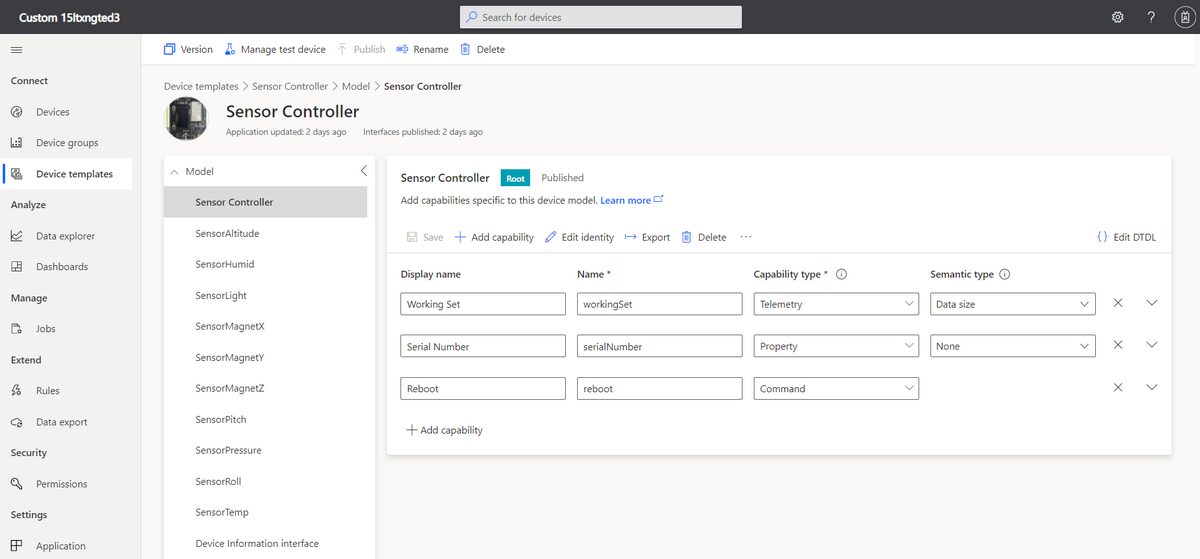 Custom 15ltxngted3
Search for devices
?
Version Manage test device Publish Rename Delete
Connect
Devices
Device groups
Device templates
Analyze
Data explorer
Dashboards
Manage
Jobs
Extend
Rules
Data export
Security
Permissions
Settings
Application
Device templates > Sensor Controller > Model > Sensor Controller
Sensor Controller
Application updated: 2 days ago Interfaces published: 2 days ago
Model
Sensor Controller
SensorAltitude
SensorHumid
SensorLight
SensorMagnetX
SensorMagnetY
SensorMagnetZ
SensorPitch
SensorPressure
SensorRoll
SensorTemp
Device Information interface
Sensor Controller Root Published
Add capabilities specific to this device model. Learn more
Save + Add capability Edit identity Export Delete ··· {} Edit DTDL
Display name Name * Capability type * Semantic type
Working Set workingSet Telemetry Data size
Serial Number serialNumber Property None
Reboot reboot Command
+ Add capability